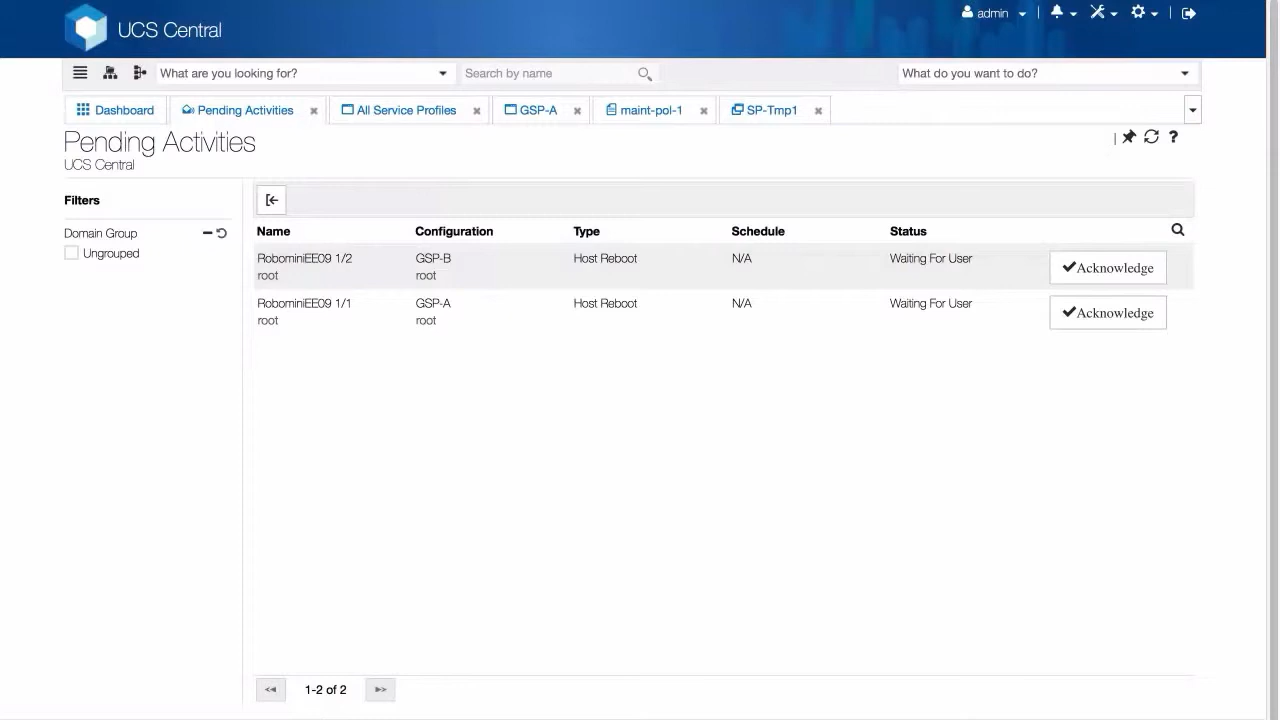 UCS Central
admin
What are you looking for?
Search by name
What do you want to do?
Dashboard
Pending Activities
All Service Profiles
GSP-A
maint-pol-1
SP-Tmp1
Pending Activities
UCS Central
Filters
Domain Group
Ungrouped
Name Configuration Type Schedule Status
RobominiEE09 1/2 GSP-B Host Reboot N/A Waiting For User
root root
Acknowledge
RobominiEE09 1/1 GSP-A Host Reboot N/A Waiting For User
root root
Acknowledge
1-2 of 2